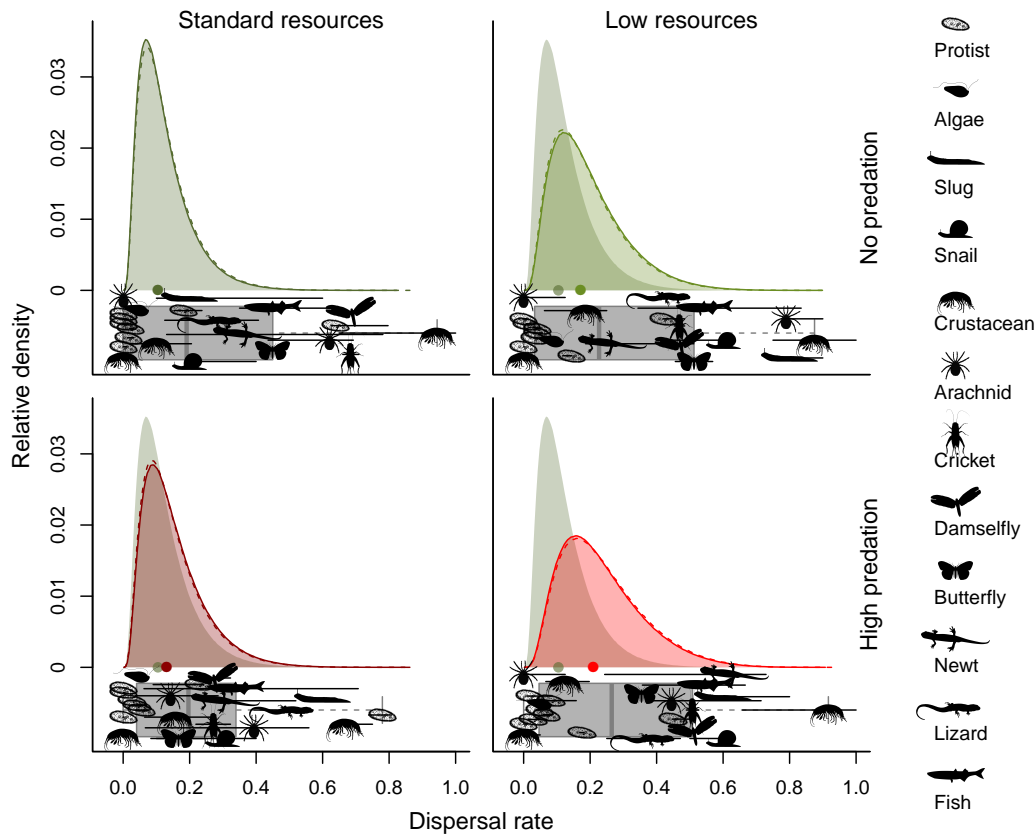 Standard resources
Low resources
Relative density
0.03
0.02
0.01
0
0.03
0.02
0.01
0
No predation
High predation
0.0 0.2 0.4 0.6 0.8 1.0
0.0 0.2 0.4 0.6 0.8 1.0
Dispersal rate
Protist
Algae
Slug
Snail
Crustacean
Arachnid
Cricket
Damselfly
Butterfly
Newt
Lizard
Fish